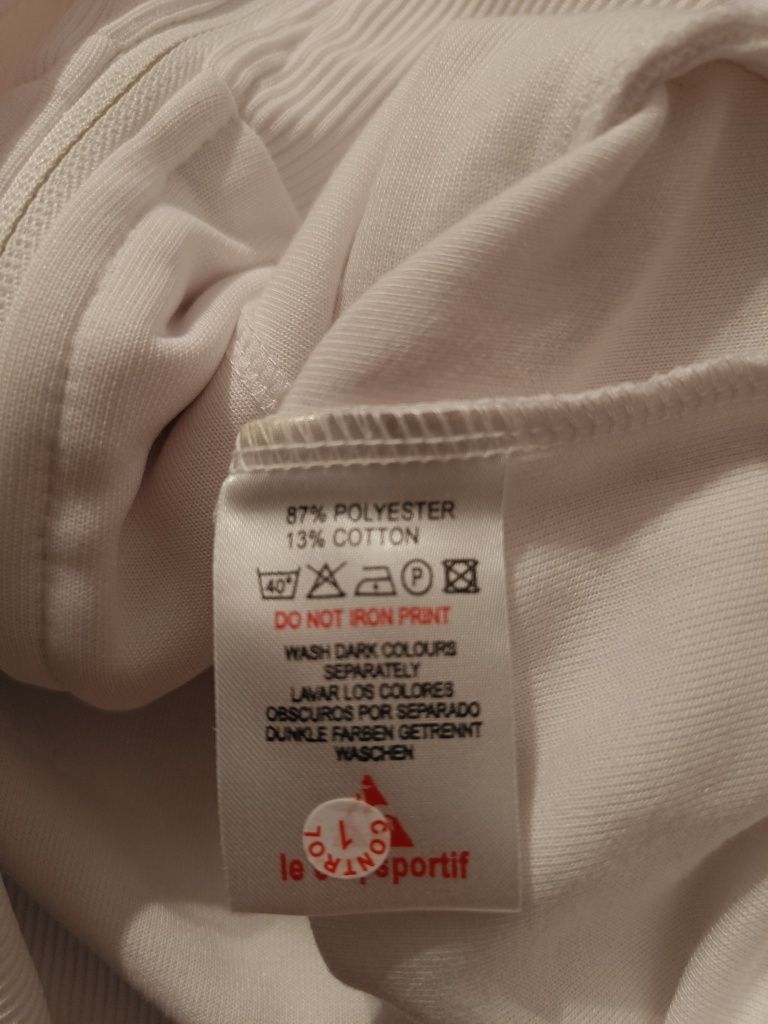 87% POLYESTER
13% COTTON
40°
P
DO NOT IRON PRINT
WASH DARK COLOURS
SEPARATELY
LAVAR LOS COLORES
OBSCUROS POR SEPARADO
DUNKLE FARBEN GETRENNT
WASCHEN
CONTROL
1
le sportif